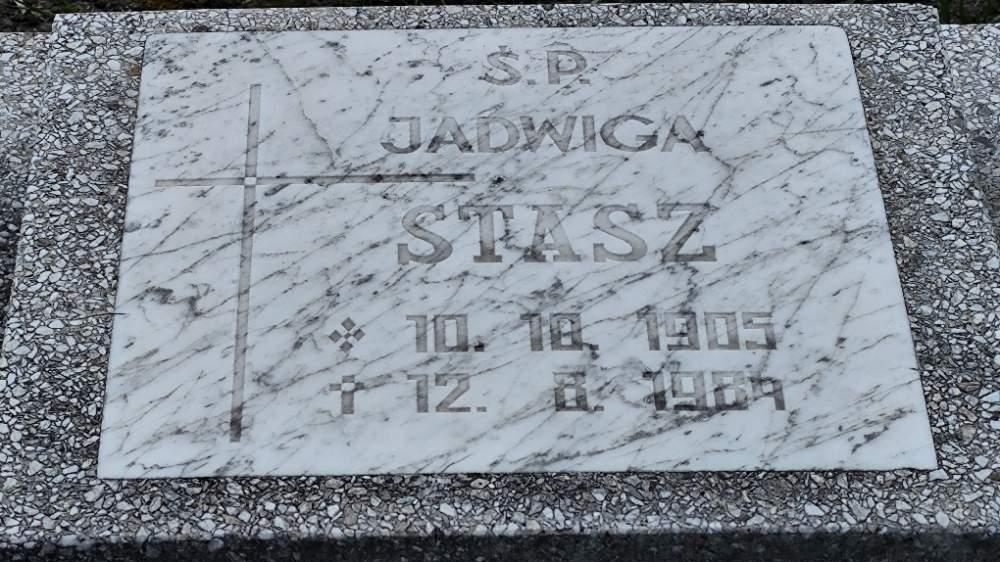 Ś.P.
JADWIGA
STASZ
10. 10. 1905
12. 8. 1984